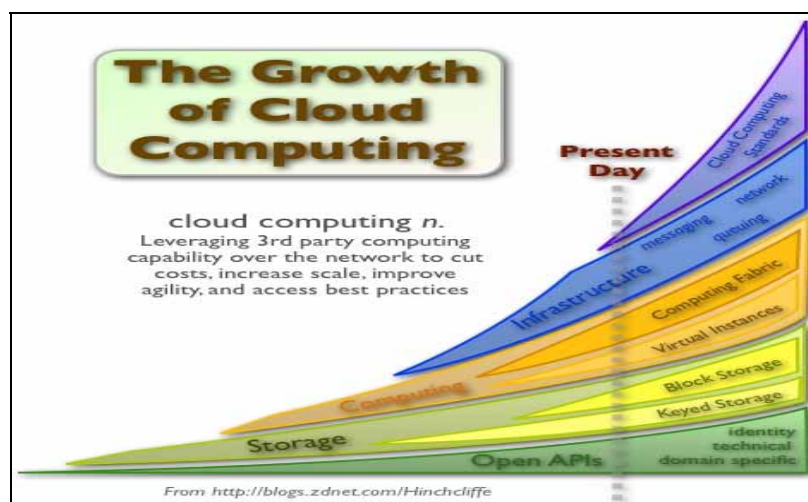 The Growth
of Cloud
Computing
Present
Day
cloud computing n.
Leveraging 3rd party computing
capability over the network to cut
costs, increase scale, improve
agility, and access best practices
Cloud Computing
Standards
Infrastructure
messaging network
queuing
Computing
Computing Fabric
Virtual Instances
Storage
Block Storage
Keyed Storage
Open APIs
identity
technical
domain specific
From http://blogs.zdnet.com/Hinchcliffe